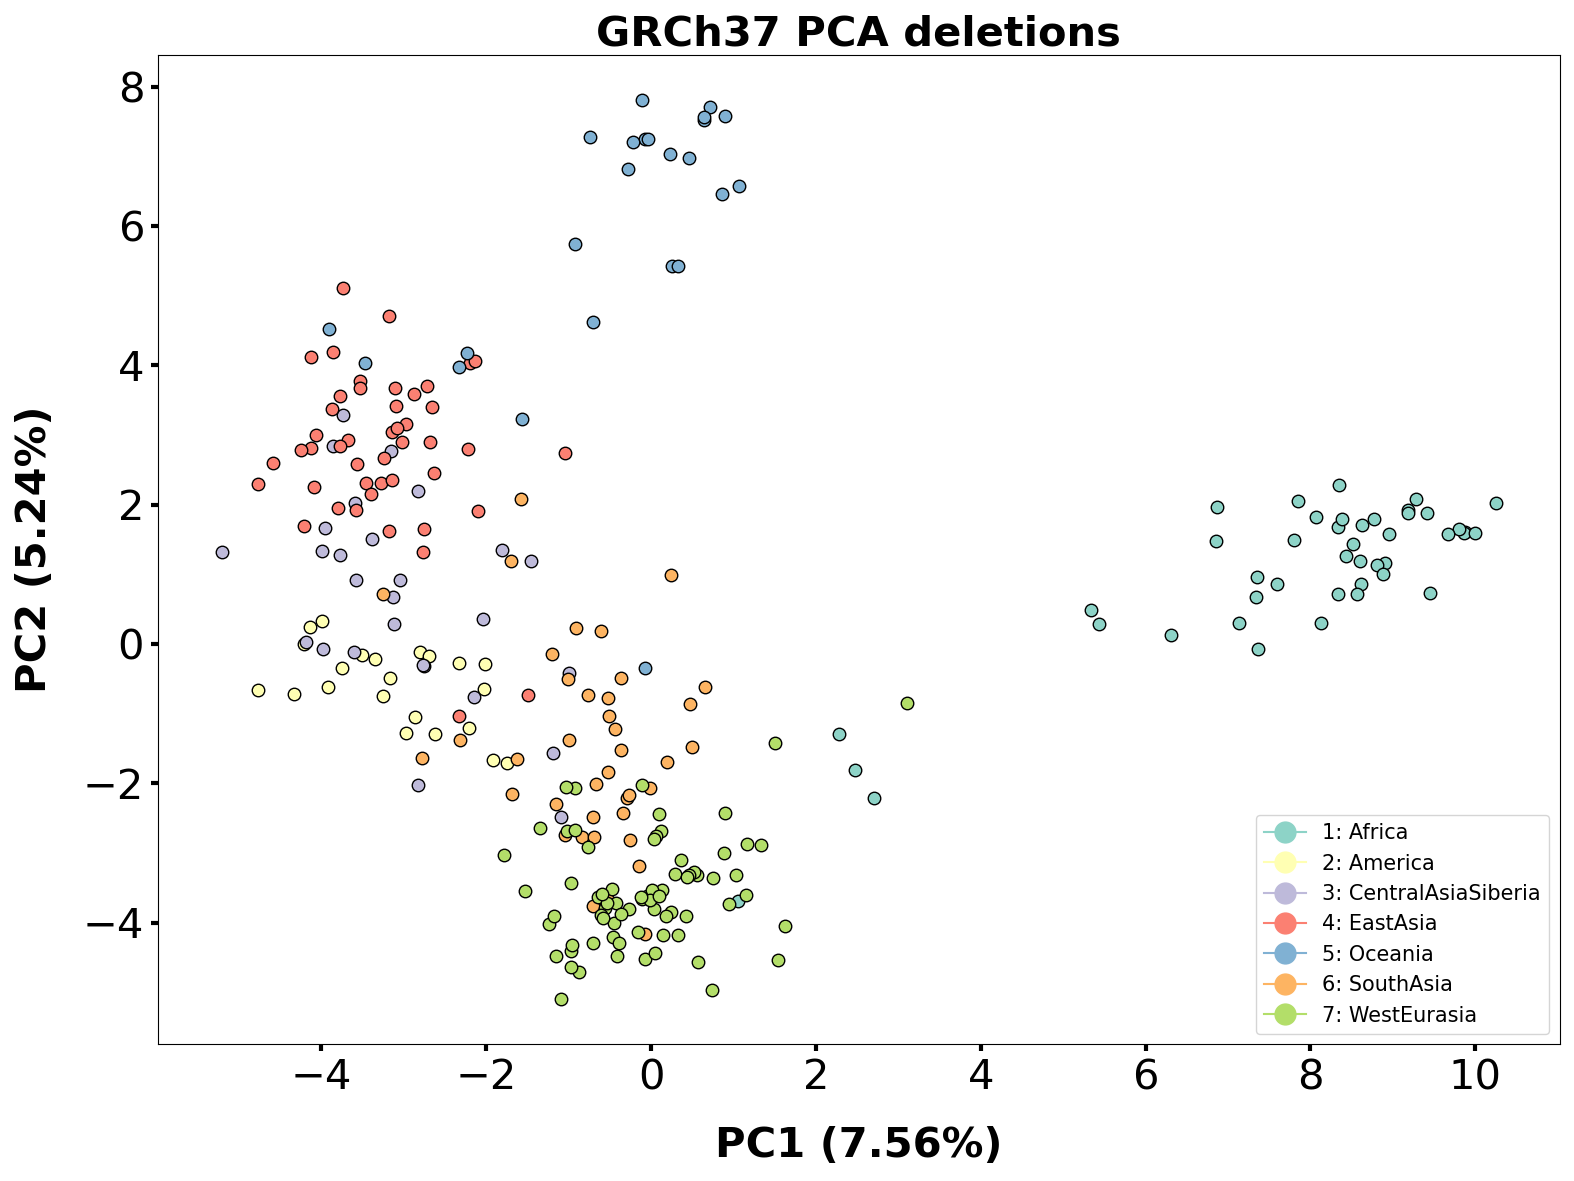 GRCh37 PCA deletions
8
6
4
2
0
−2
−4
PC2 (5.24%)
−4 −2 0 2 4 6 8 10
PC1 (7.56%)
1: Africa
2: America
3: CentralAsiaSiberia
4: EastAsia
5: Oceania
6: SouthAsia
7: WestEurasia